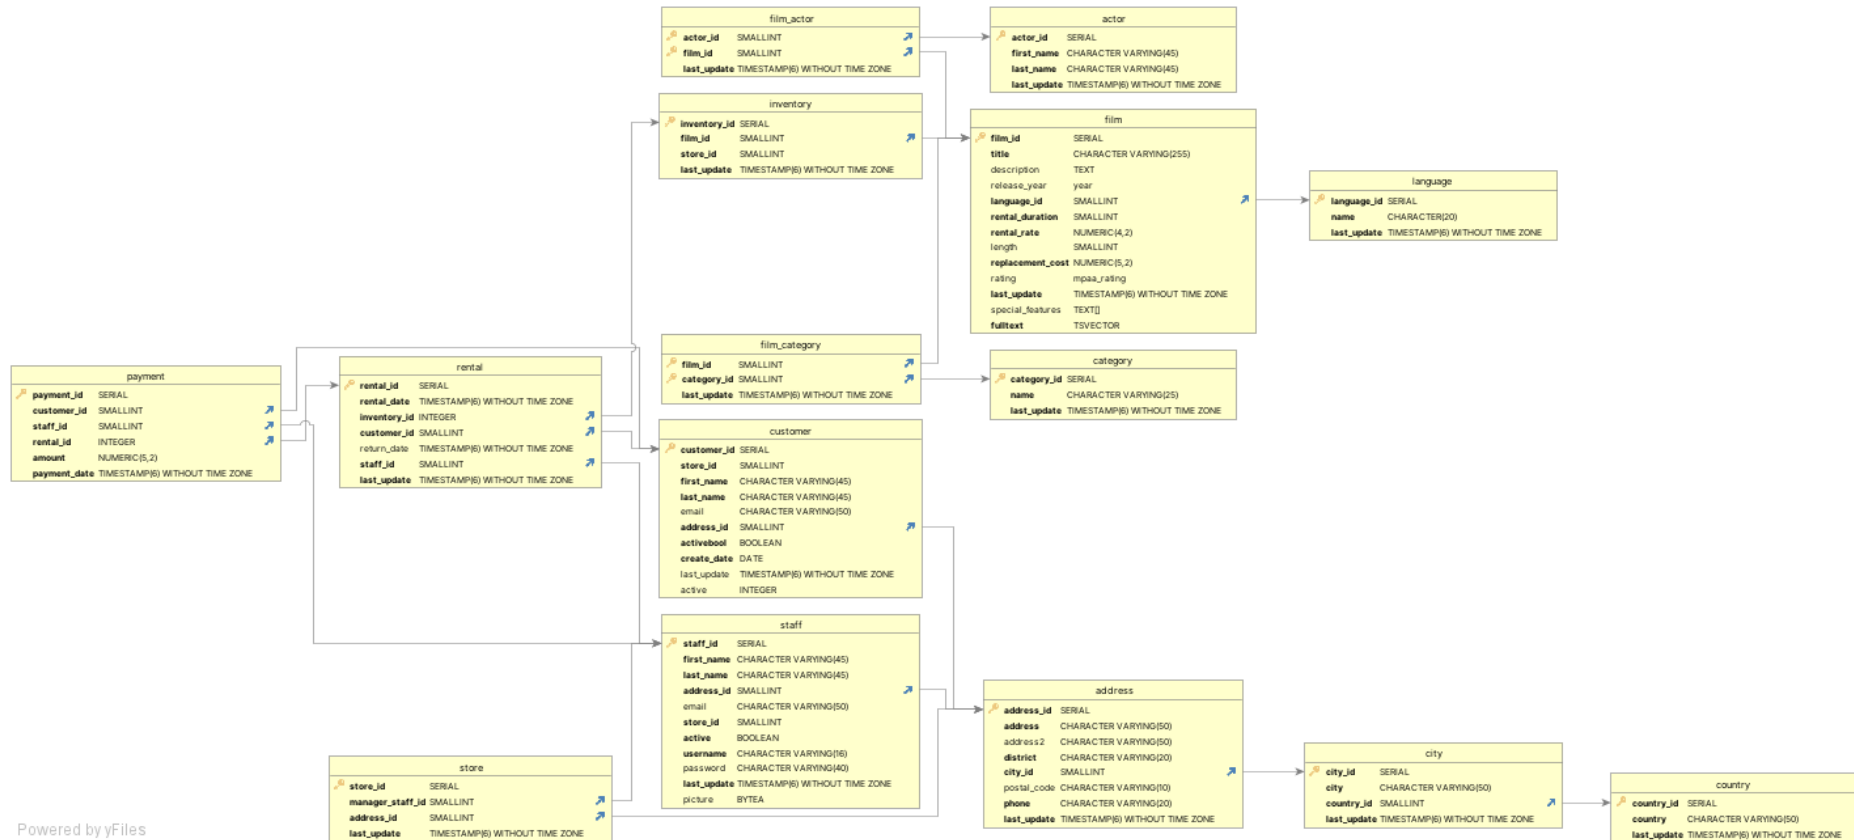 film_actor
actor_id SMALLINT
film_id SMALLINT
last_update TIMESTAMP(6) WITHOUT TIME ZONE
actor
actor_id SERIAL
first_name CHARACTER VARYING(45)
last_name CHARACTER VARYING(45)
last_update TIMESTAMP(6) WITHOUT TIME ZONE
inventory
inventory_id SERIAL
film_id SMALLINT
store_id SMALLINT
last_update TIMESTAMP(6) WITHOUT TIME ZONE
film
film_id SERIAL
title CHARACTER VARYING(255)
description TEXT
release_year year
language_id SMALLINT
rental_duration SMALLINT
rental_rate NUMERIC(4,2)
length SMALLINT
replacement_cost NUMERIC(5,2)
rating mpaa_rating
last_update TIMESTAMP(6) WITHOUT TIME ZONE
special_features TEXT[]
fulltext TSVECTOR
language
language_id SERIAL
name CHARACTER(20)
last_update TIMESTAMP(6) WITHOUT TIME ZONE
film_category
film_id SMALLINT
category_id SMALLINT
last_update TIMESTAMP(6) WITHOUT TIME ZONE
category
category_id SERIAL
name CHARACTER VARYING(25)
last_update TIMESTAMP(6) WITHOUT TIME ZONE
payment
payment_id SERIAL
customer_id SMALLINT
staff_id SMALLINT
rental_id INTEGER
amount NUMERIC(5,2)
payment_date TIMESTAMP(6) WITHOUT TIME ZONE
rental
rental_id SERIAL
rental_date TIMESTAMP(6) WITHOUT TIME ZONE
inventory_id INTEGER
customer_id SMALLINT
return_date TIMESTAMP(6) WITHOUT TIME ZONE
staff_id SMALLINT
last_update TIMESTAMP(6) WITHOUT TIME ZONE
customer
customer_id SERIAL
store_id SMALLINT
first_name CHARACTER VARYING(45)
last_name CHARACTER VARYING(45)
email CHARACTER VARYING(50)
address_id SMALLINT
activebool BOOLEAN
create_date DATE
last_update TIMESTAMP(6) WITHOUT TIME ZONE
active INTEGER
staff
staff_id SERIAL
first_name CHARACTER VARYING(45)
last_name CHARACTER VARYING(45)
address_id SMALLINT
email CHARACTER VARYING(50)
store_id SMALLINT
active BOOLEAN
username CHARACTER VARYING(16)
password CHARACTER VARYING(40)
last_update TIMESTAMP(6) WITHOUT TIME ZONE
picture BYTEA
store
store_id SERIAL
manager_staff_id SMALLINT
address_id SMALLINT
last_update TIMESTAMP(6) WITHOUT TIME ZONE
address
address_id SERIAL
address CHARACTER VARYING(50)
address2 CHARACTER VARYING(50)
district CHARACTER VARYING(20)
city_id SMALLINT
postal_code CHARACTER VARYING(10)
phone CHARACTER VARYING(20)
last_update TIMESTAMP(6) WITHOUT TIME ZONE
city
city_id SERIAL
city CHARACTER VARYING(50)
country_id SMALLINT
last_update TIMESTAMP(6) WITHOUT TIME ZONE
country
country_id SERIAL
country CHARACTER VARYING(50)
last_update TIMESTAMP(6) WITHOUT TIME ZONE
Powered by yFiles